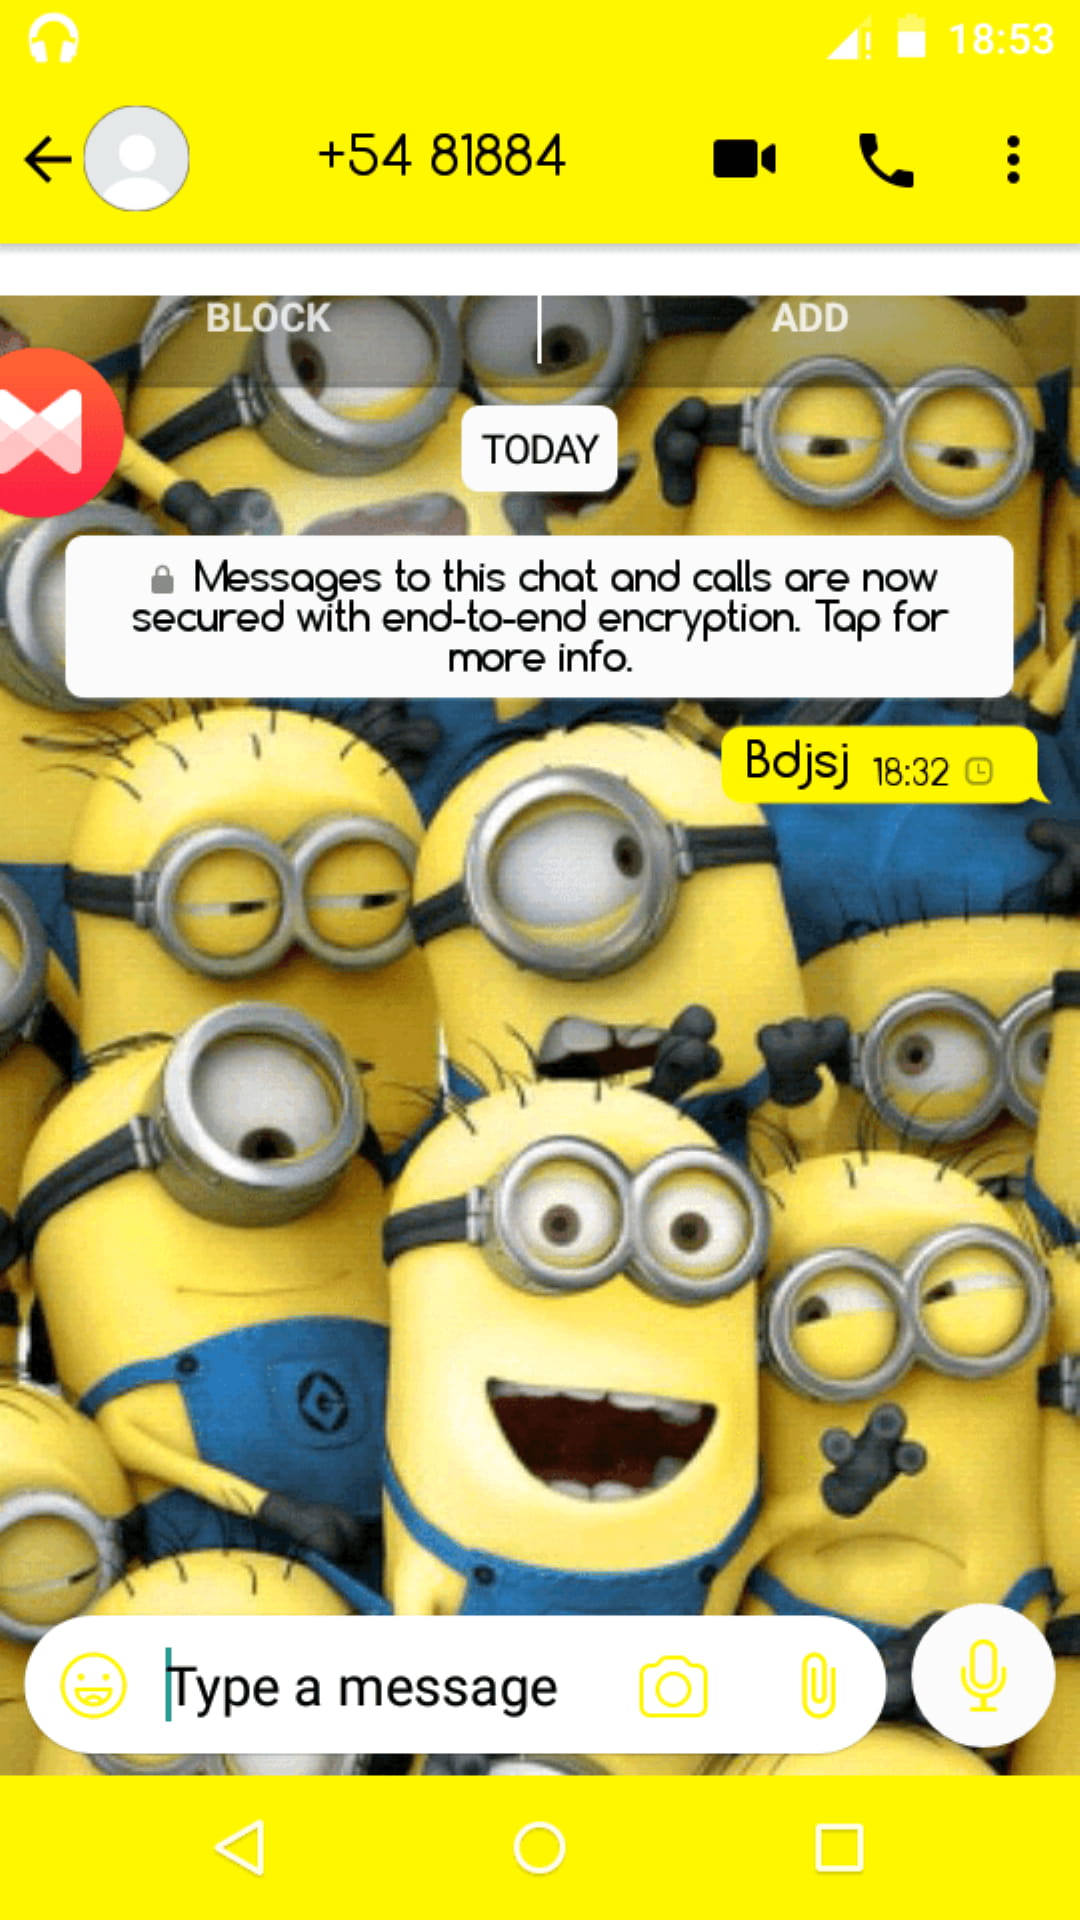 18:53
+54 81884
BLOCK
ADD
TODAY
Messages to this chat and calls are now
secured with end-to-end encryption. Tap for
more info.
Bdjsj 18:32
Type a message